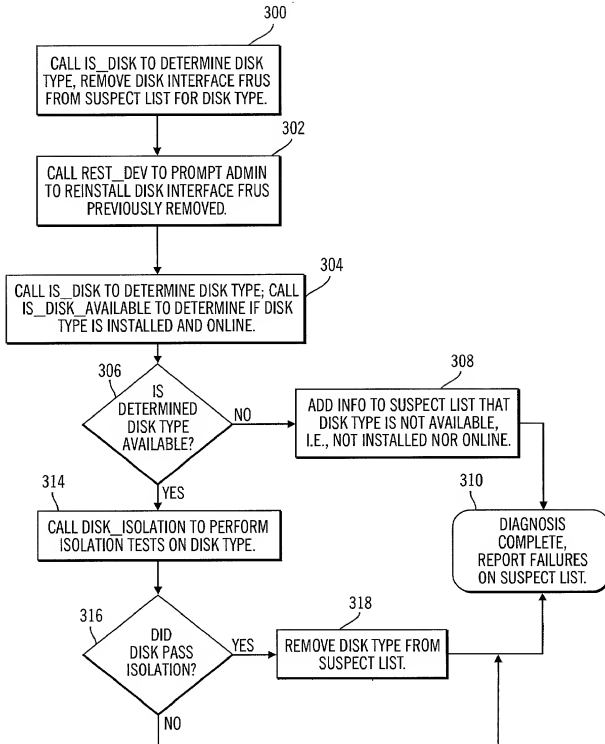 300
CALL IS_DISK TO DETERMINE DISK
TYPE, REMOVE DISK INTERFACE FRUS
FROM SUSPECT LIST FOR DISK TYPE.
302
CALL REST_DEV TO PROMPT ADMIN
TO REINSTALL DISK INTERFACE FRUS
PREVIOUSLY REMOVED.
304
CALL IS_DISK TO DETERMINE DISK TYPE; CALL
IS_DISK_AVAILABLE TO DETERMINE IF DISK
TYPE IS INSTALLED AND ONLINE.
306
IS
DETERMINED
DISK TYPE
AVAILABLE?
NO
308
ADD INFO TO SUSPECT LIST THAT
DISK TYPE IS NOT AVAILABLE,
I.E., NOT INSTALLED NOR ONLINE.
YES
310
DIAGNOSIS
COMPLETE,
REPORT FAILURES
ON SUSPECT LIST.
314
CALL DISK_ISOLATION TO PERFORM
ISOLATION TESTS ON DISK TYPE.
316
DID
DISK PASS
ISOLATION?
YES
318
REMOVE DISK TYPE FROM
SUSPECT LIST.
NO